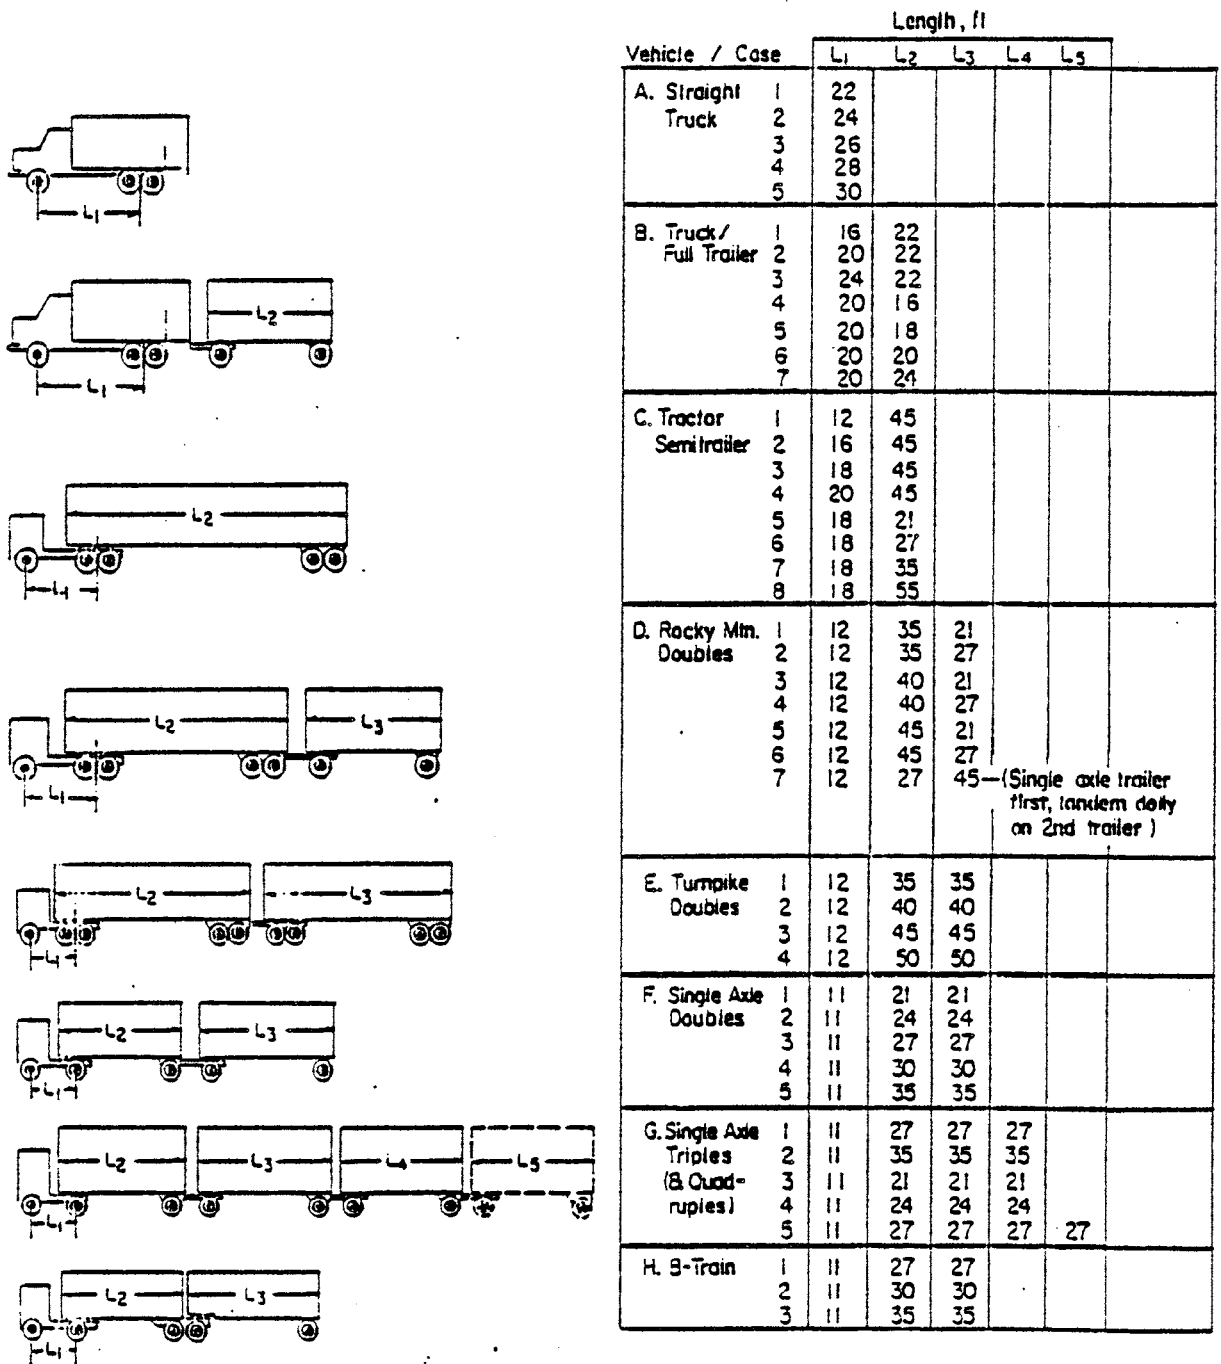 Length, ft
Vehicle / Case L1 L2 L3 L4 L5
A. Straight 1 22
Truck 2 24
3 26
4 28
5 30
B. Truck/ 1 16 22
Full Trailer 2 20 22
3 24 22
4 20 16
5 20 18
6 20 20
7 20 24
C. Tractor 1 12 45
Semitrailer 2 16 45
3 18 45
4 20 45
5 18 21
6 18 27
7 18 35
8 18 55
D. Rocky Mtn. 1 12 35 21
Doubles 2 12 35 27
3 12 40 21
4 12 40 27
5 12 45 21
6 12 45 27
7 12 27 45 — (Single axle trailer
first, tandem dolly
on 2nd trailer)
E. Turnpike 1 12 35 35
Doubles 2 12 40 40
3 12 45 45
4 12 50 50
F. Single Axle 1 11 21 21
Doubles 2 11 24 24
3 11 27 27
4 11 30 30
5 11 35 35
G. Single Axle 1 11 27 27 27
Triples 2 11 35 35 35
(& Quad- 3 11 21 21 21
ruples) 4 11 24 24 24
5 11 27 27 27 27
H. B-Train 1 11 27 27
2 11 30 30
3 11 35 35
L1
L2
L1
L2
L1
L2 L3
L1
L2 L3
L1
L2 L3
L1
L2 L3 L4 L5
L1
L2 L3
L1